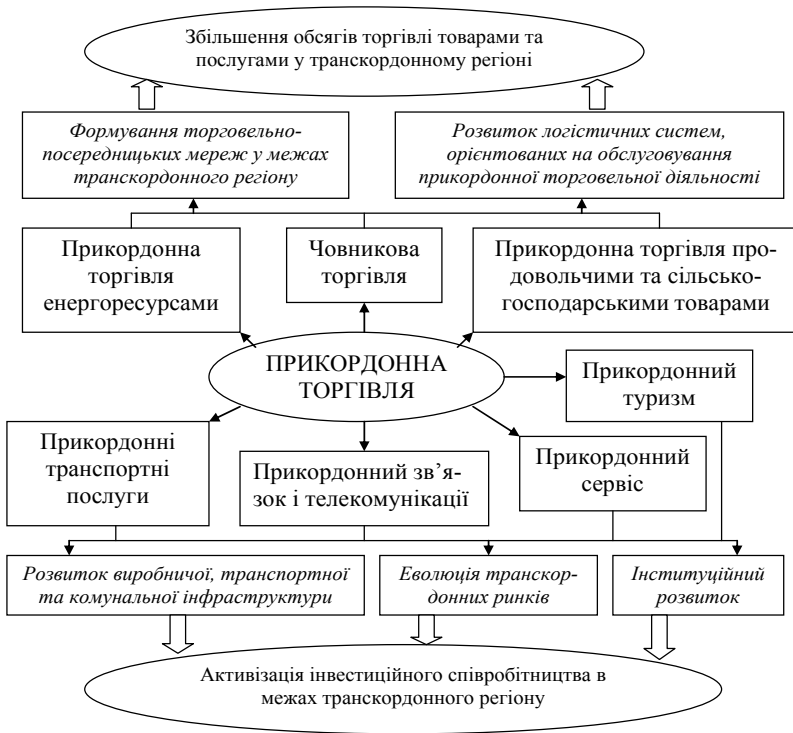 Збільшення обсягів торгівлі товарами та
послугами у транскордонному регіоні
Формування торговельно-
посередницьких мереж у межах
транскордонного регіону
Розвиток логістичних систем,
орієнтованих на обслуговування
прикордонної торговельної діяльності
Прикордонна
торгівля
енергоресурсами
Човникова
торгівля
Прикордонна торгівля про-
довольчими та сільсько-
господарськими товарами
ПРИКОРДОННА
ТОРГІВЛЯ
Прикордонний
туризм
Прикордонні
транспортні
послуги
Прикордонний зв’я-
зок і телекомунікації
Прикордонний
сервіс
Розвиток виробничої, транспортної
та комунальної інфраструктури
Еволюція транскор-
донних ринків
Інституційний
розвиток
Активізація інвестиційного співробітництва в
межах транскордонного регіону